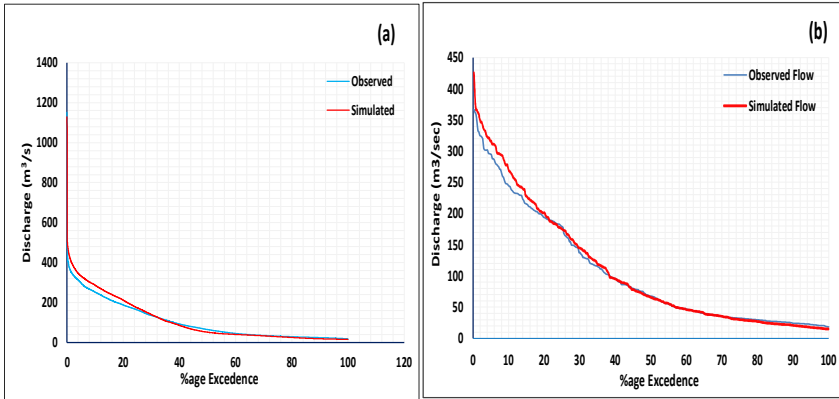 (a)
1400
1200
1000
800
600
400
200
0
Discharge (m³/s)
Observed
Simulated
0 20 40 60 80 100 120
%age Excedence
(b)
450
400
350
300
250
200
150
100
50
0
Discharge (m3/sec)
Observed Flow
Simulated Flow
0 10 20 30 40 50 60 70 80 90 100
%age Excedence